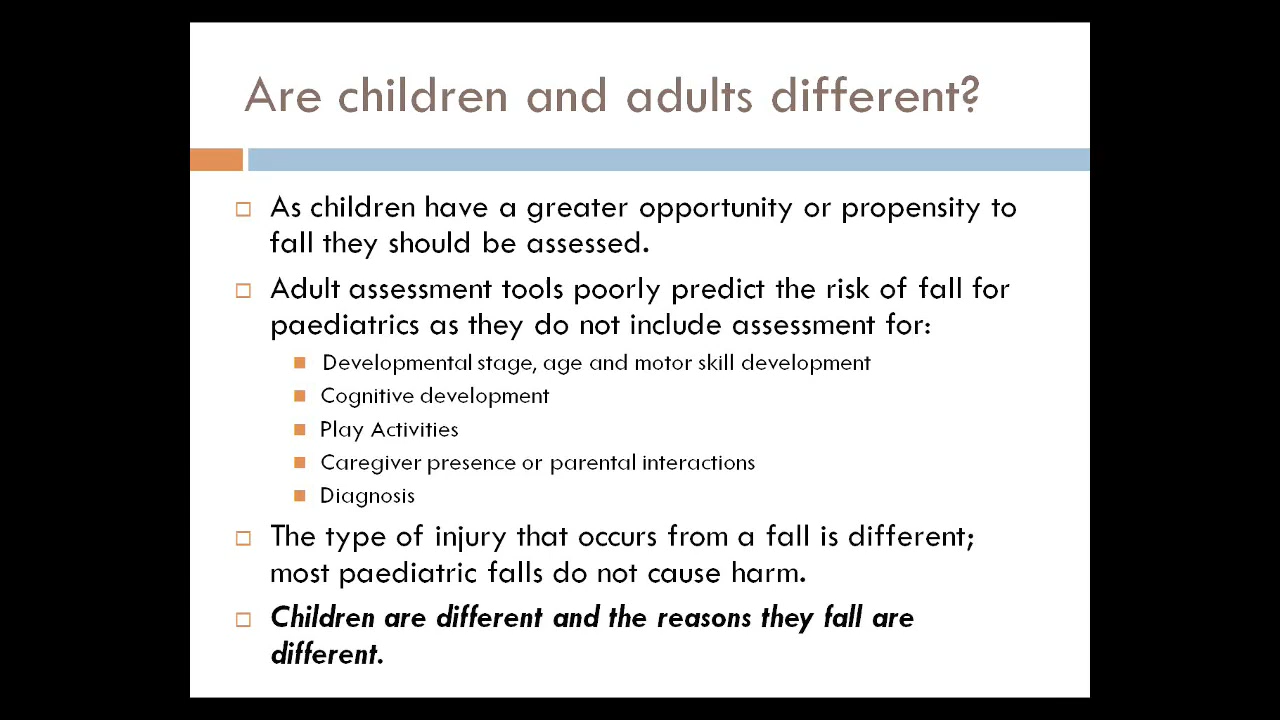 Are children and adults different?
As children have a greater opportunity or propensity to
fall they should be assessed.
Adult assessment tools poorly predict the risk of fall for
paediatrics as they do not include assessment for:
Developmental stage, age and motor skill development
Cognitive development
Play Activities
Caregiver presence or parental interactions
Diagnosis
The type of injury that occurs from a fall is different;
most paediatric falls do not cause harm.
Children are different and the reasons they fall are
different.